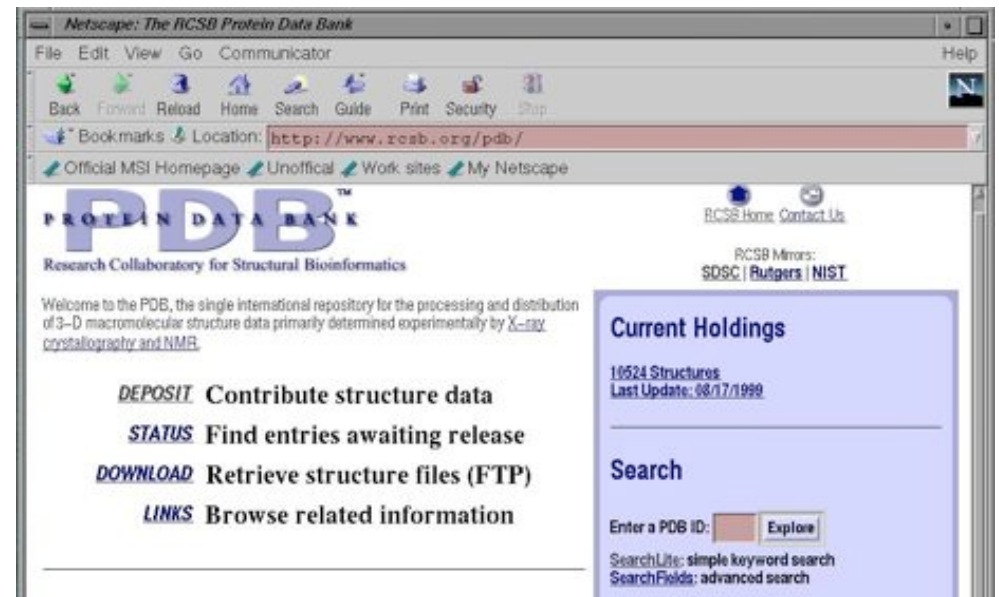 Netscape: The RCSB Protein Data Bank
File Edit View Go Communicator Help
Back Forward Reload Home Search Guide Print Security Stop
N
Bookmarks Location: http://www.rcsb.org/pdb/
Official MSI Homepage Unoffical Work sites My Netscape
PDB™
PROTEIN DATA BANK
Research Collaboratory for Structural Bioinformatics
Welcome to the PDB, the single international repository for the processing and distribution
of 3-D macromolecular structure data primarily determined experimentally by X-ray
crystallography and NMR.
DEPOSIT Contribute structure data
STATUS Find entries awaiting release
DOWNLOAD Retrieve structure files (FTP)
LINKS Browse related information
RCSB Home Contact Us
RCSB Mirrors:
SDSC | Rutgers | NIST
Current Holdings
10524 Structures
Last Update: 08/17/1999
Search
Enter a PDB ID: Explore
SearchLite: simple keyword search
SearchFields: advanced search